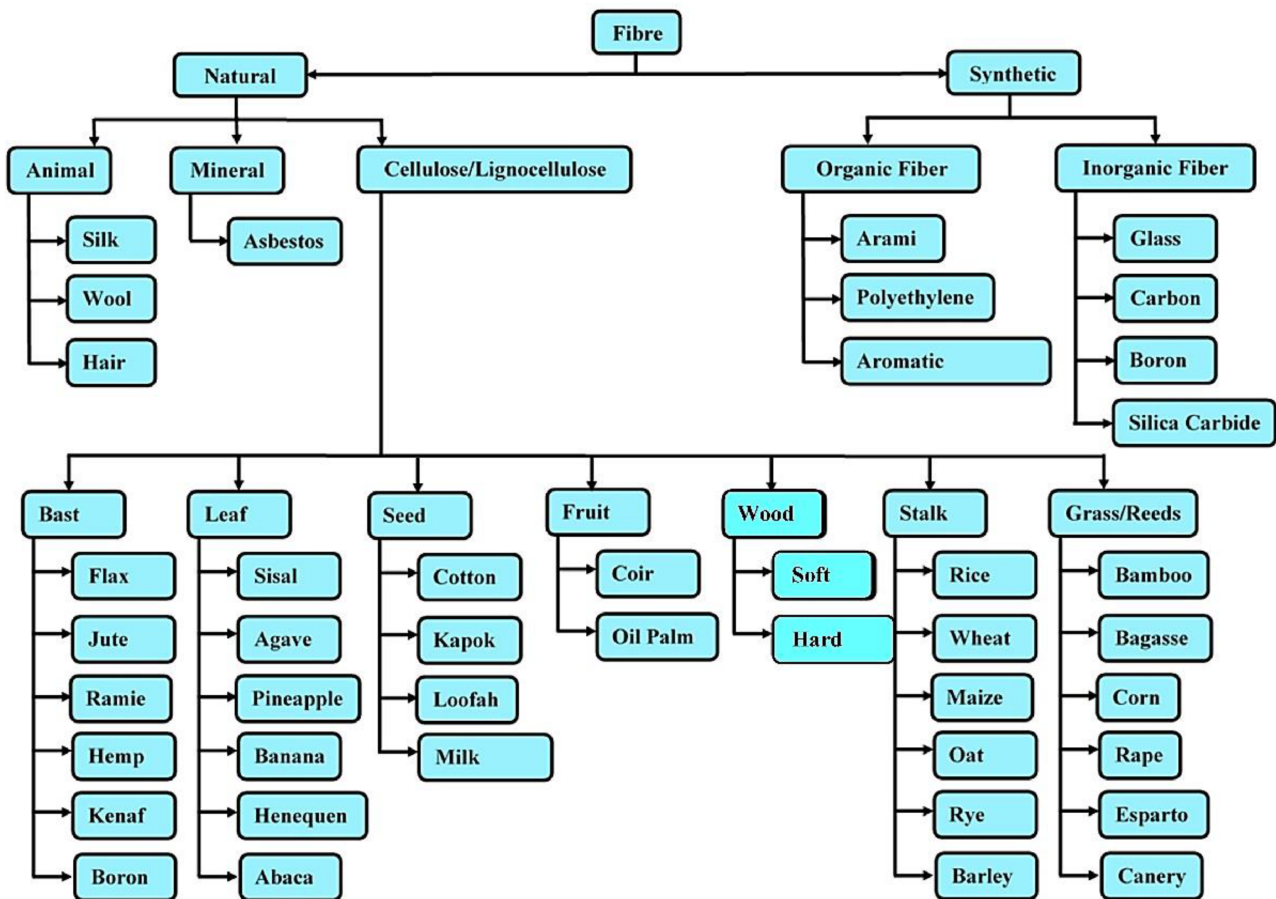 Fibre
Natural
Synthetic
Animal
Mineral
Cellulose/Lignocellulose
Organic Fiber
Inorganic Fiber
Silk
Asbestos
Arami
Glass
Wool
Polyethylene
Carbon
Hair
Aromatic
Boron
Silica Carbide
Bast
Leaf
Seed
Fruit
Wood
Stalk
Grass/Reeds
Flax
Sisal
Cotton
Coir
Soft
Rice
Bamboo
Jute
Agave
Kapok
Oil Palm
Hard
Wheat
Bagasse
Ramie
Pineapple
Loofah
Maize
Corn
Hemp
Banana
Milk
Oat
Rape
Kenaf
Henequen
Rye
Esparto
Boron
Abaca
Barley
Canery